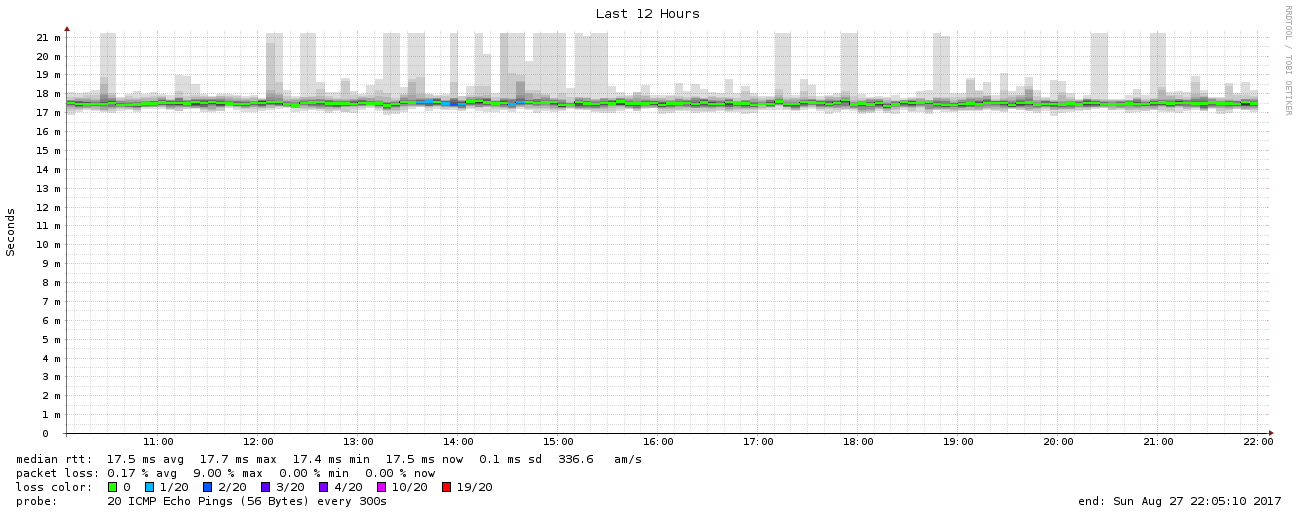 Last 12 Hours
RRDTOOL / TOBI OETIKER
21 m
20 m
19 m
18 m
17 m
16 m
15 m
14 m
13 m
12 m
11 m
10 m
9 m
8 m
7 m
6 m
5 m
4 m
3 m
2 m
1 m
0
Seconds
11:00 12:00 13:00 14:00 15:00 16:00 17:00 18:00 19:00 20:00 21:00 22:00
median rtt: 17.5 ms avg 17.7 ms max 17.4 ms min 17.5 ms now 0.1 ms sd 336.6 am/s
packet loss: 0.17 % avg 9.00 % max 0.00 % min 0.00 % now
loss color: 0 1/20 2/20 3/20 4/20 10/20 19/20
probe: 20 ICMP Echo Pings (56 Bytes) every 300s end: Sun Aug 27 22:05:10 2017